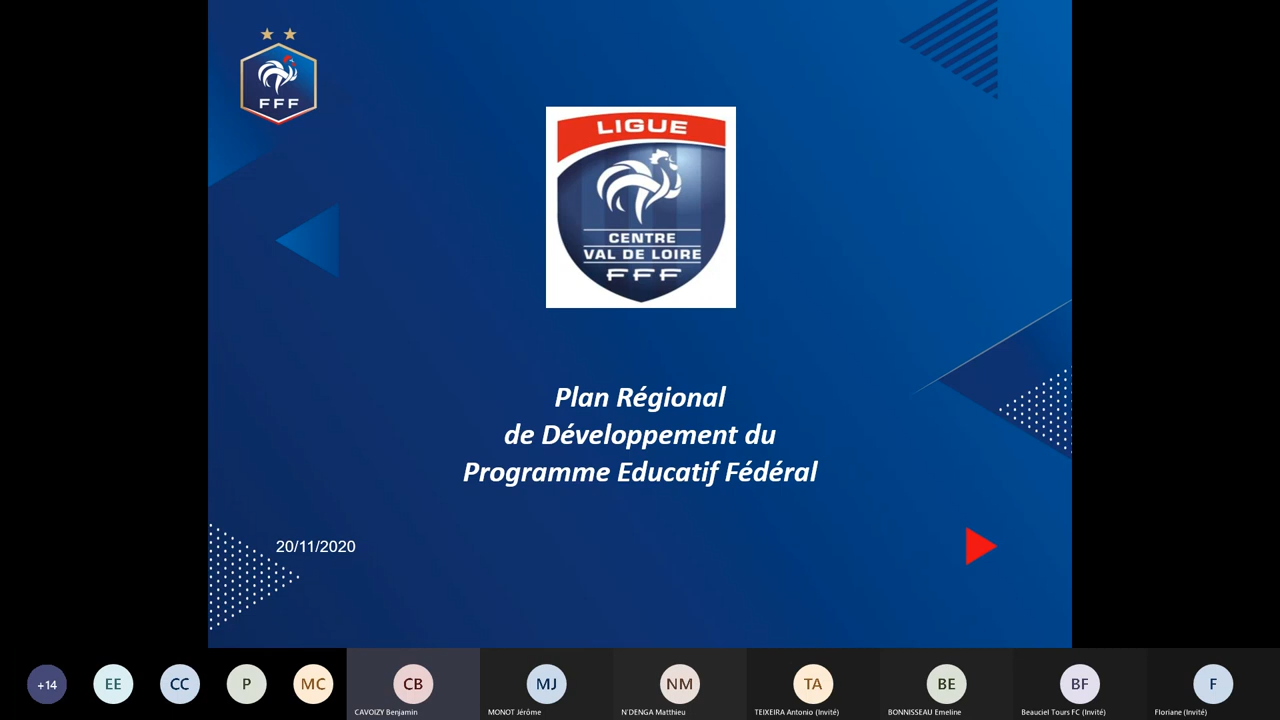 FFF
LIGUE
CENTRE
VAL DE LOIRE
FFF
Plan Régional
de Développement du
Programme Educatif Fédéral
20/11/2020
+14
EE
CC
P
MC
CB
MJ
NM
TA
BE
BF
F
CAVOIZY Benjamin
MONOT Jérôme
N'DENGA Matthieu
TEIXEIRA Antonio (Invité)
BONNISSEAU Emeline
Beauciel Tours FC (Invité)
Floriane (Invité)